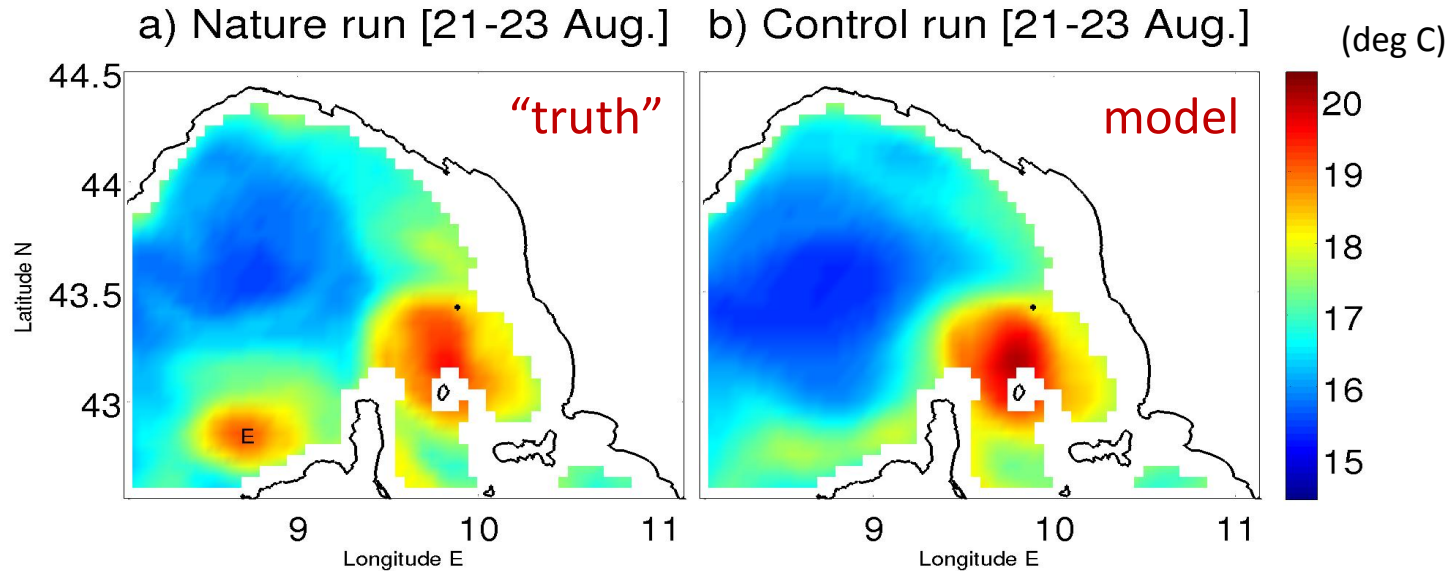 a) Nature run [21-23 Aug.]
b) Control run [21-23 Aug.]
(deg C)
“truth”
model
44.5
44
43.5
43
Latitude N
E
9 10 11
Longitude E
9 10 11
Longitude E
20
19
18
17
16
15